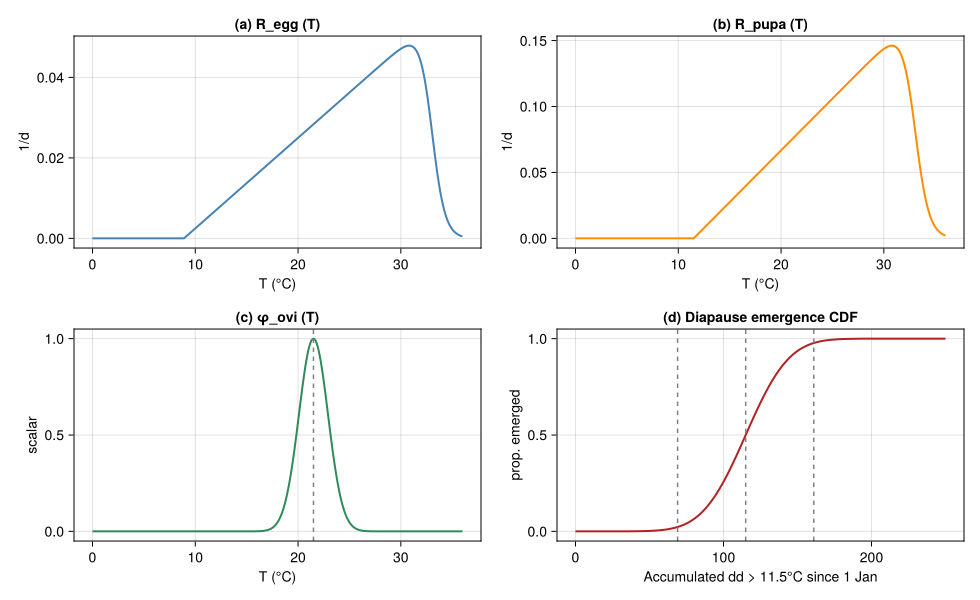 (a) R_egg (T)
1/d
0.04
0.02
0.00
0 10 20 30
T (°C)
(b) R_pupa (T)
1/d
0.15
0.10
0.05
0.00
0 10 20 30
T (°C)
(c) φ_ovi (T)
scalar
1.0
0.5
0.0
0 10 20 30
T (°C)
(d) Diapause emergence CDF
prop. emerged
1.0
0.5
0.0
0 100 200
Accumulated dd > 11.5°C since 1 Jan